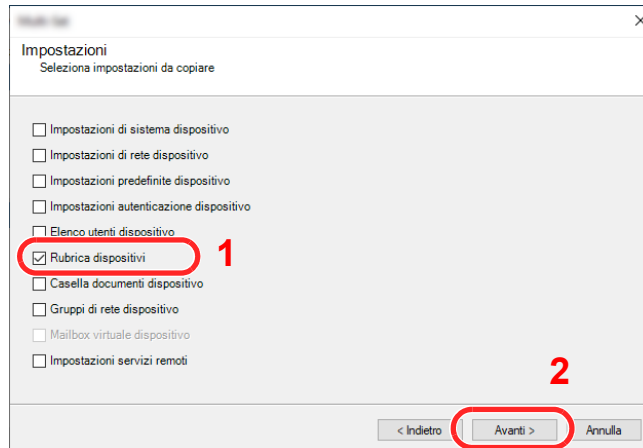 Impostazioni
Seleziona impostazioni da copiare
Impostazioni di sistema dispositivo
Impostazioni di rete dispositivo
Impostazioni predefinite dispositivo
Impostazioni autenticazione dispositivo
Elenco utenti dispositivo
Rubrica dispositivi
1
Casella documenti dispositivo
Gruppi di rete dispositivo
Mailbox virtuale dispositivo
Impostazioni servizi remoti
2
< Indietro
Avanti >
Annulla